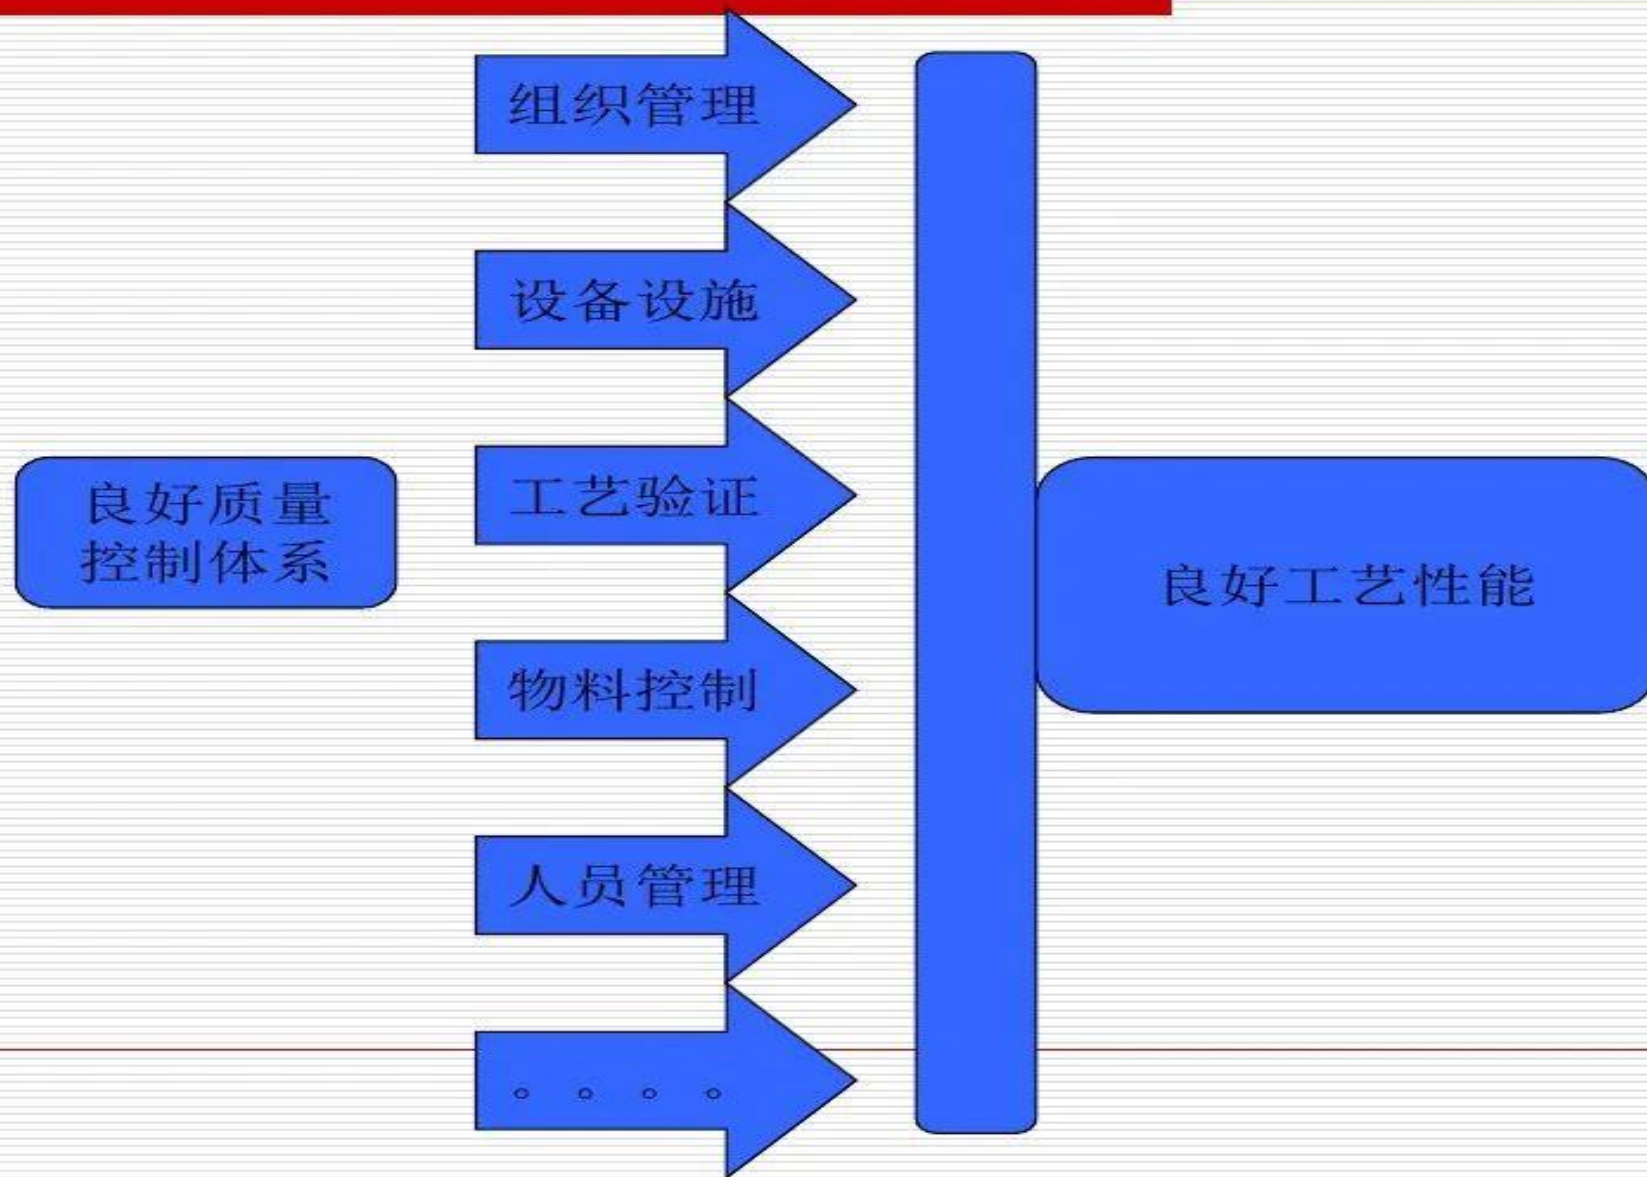 组织管理
设备设施
工艺验证
良好质量
控制体系
良好工艺性能
物料控制
人员管理
。。。。